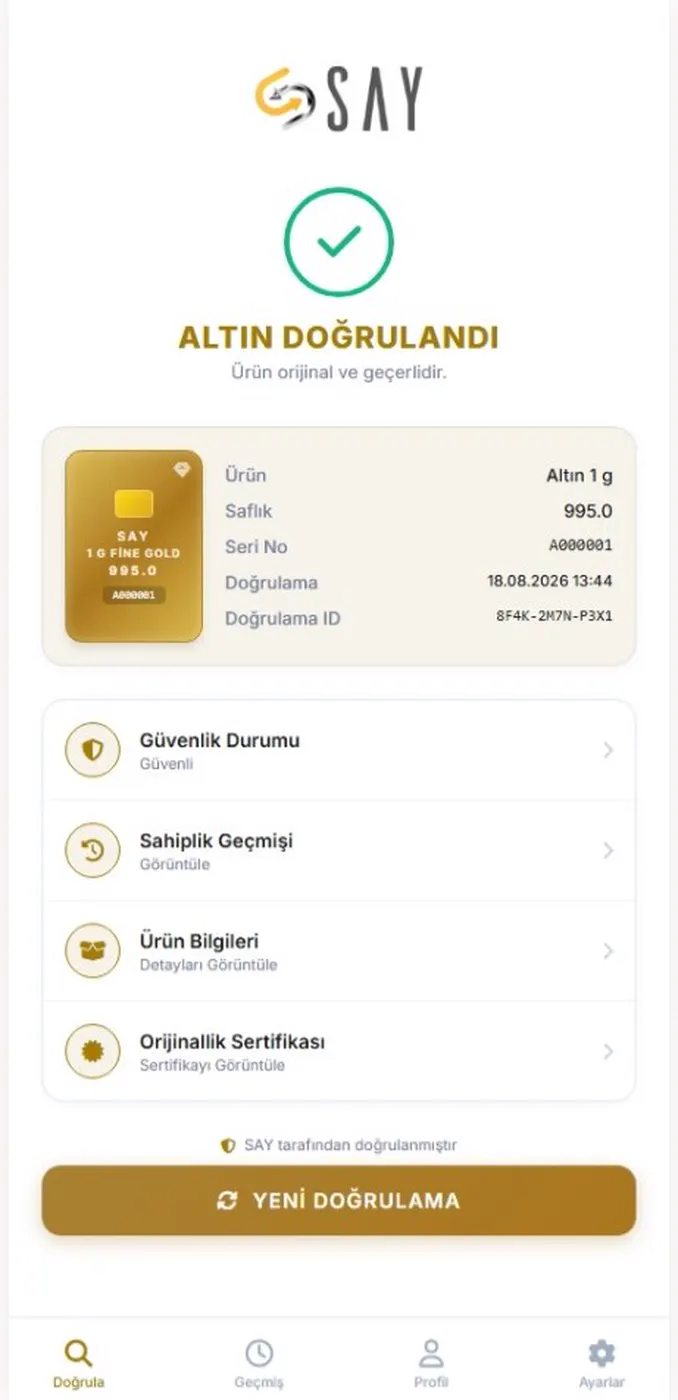 SAY
ALTIN DOĞRULANDI
Ürün orijinal ve geçerlidir.
SAY
1 G FİNE GOLD
995.0
A000001
Ürün Altın 1 g
Saflık 995.0
Seri No A000001
Doğrulama 18.08.2026 13:44
Doğrulama ID 8F4K-2M7N-P3X1
Güvenlik Durumu
Güvenli
Sahiplik Geçmişi
Görüntüle
Ürün Bilgileri
Detayları Görüntüle
Orijinallik Sertifikası
Sertifikayı Görüntüle
SAY tarafından doğrulanmıştır
YENİ DOĞRULAMA
Doğrula Geçmiş Profil Ayarlar